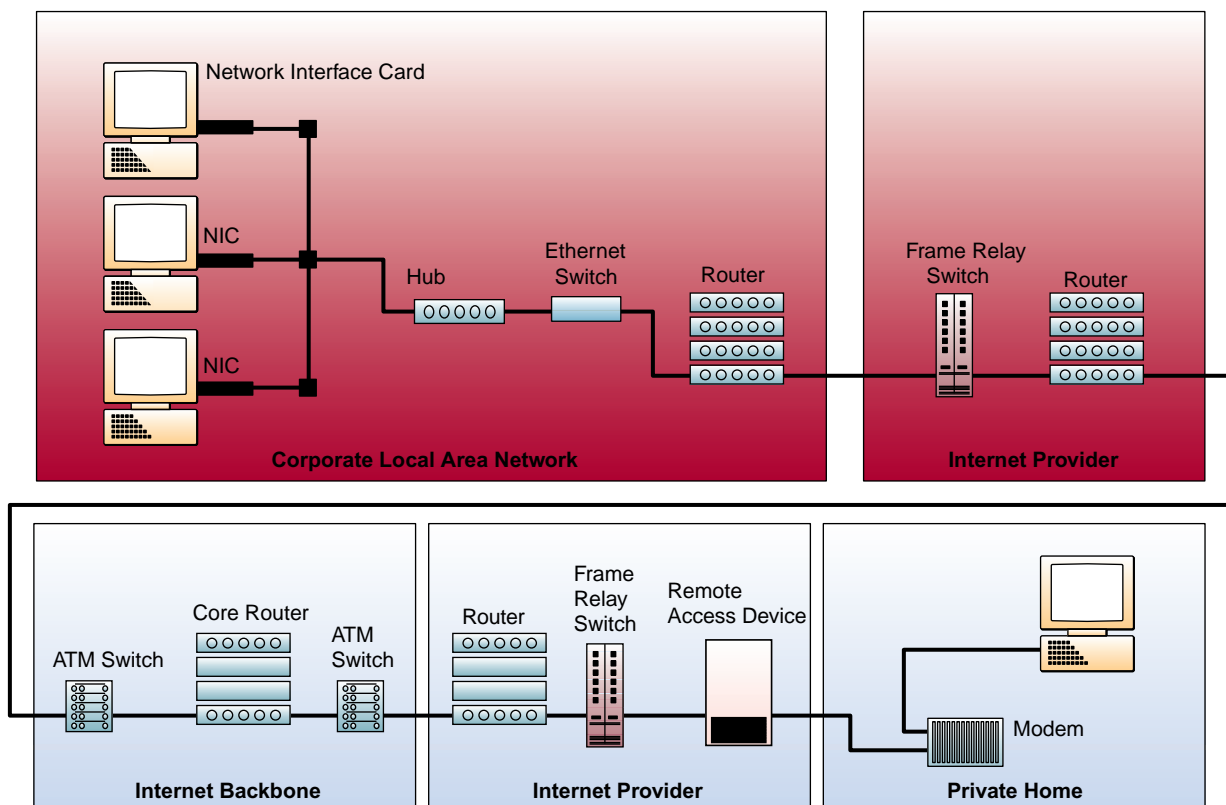 Network Interface Card
NIC
NIC
Hub
Ethernet
Switch
Router
Corporate Local Area Network
Frame Relay
Switch
Router
Internet Provider
ATM Switch
Core Router
ATM
Switch
Internet Backbone
Router
Frame
Relay
Switch
Remote
Access Device
Internet Provider
Modem
Private Home